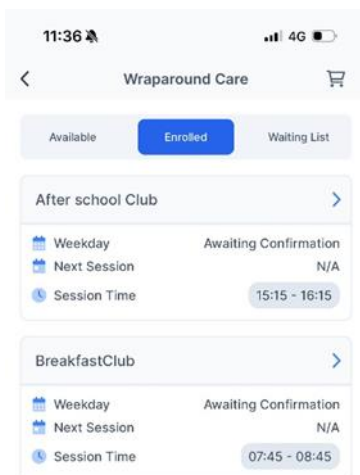 11:36
4G
Wraparound Care
Available Enrolled Waiting List
After school Club
Weekday Awaiting Confirmation
Next Session N/A
Session Time 15:15 - 16:15
BreakfastClub
Weekday Awaiting Confirmation
Next Session N/A
Session Time 07:45 - 08:45